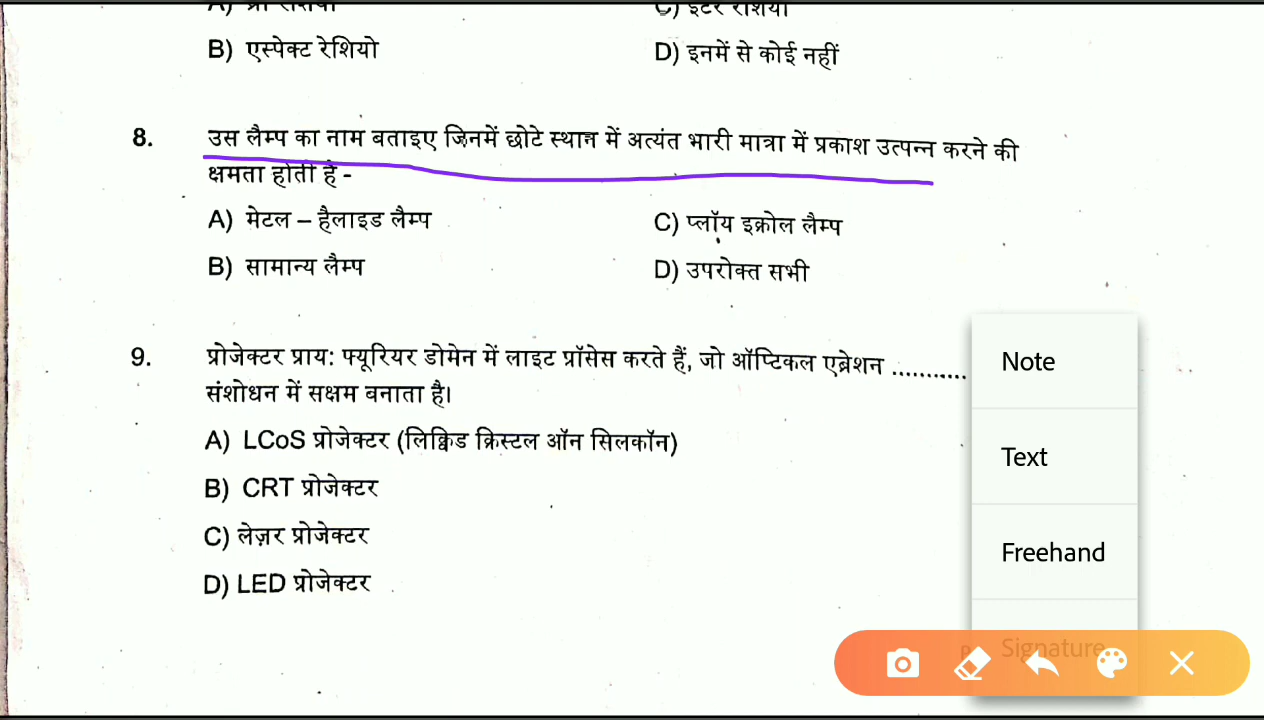 B) एस्पेक्ट रेशियो
D) इनमें से कोई नहीं
8. उस लैम्प का नाम बताइए जिनमें छोटे स्थान में अत्यंत भारी मात्रा में प्रकाश उत्पन्न करने की
क्षमता होती है -
A) मेटल – हैलाइड लैम्प
C) प्लॉय इक्रोल लैम्प
B) सामान्य लैम्प
D) उपरोक्त सभी
9. प्रोजेक्टर प्राय: फ्यूरियर डोमेन में लाइट प्रॉसेस करते हैं, जो ऑप्टिकल एब्रेशन ...........
संशोधन में सक्षम बनाता है।
A) LCoS प्रोजेक्टर (लिक्विड क्रिस्टल ऑन सिलकॉन)
B) CRT प्रोजेक्टर
C) लेज़र प्रोजेक्टर
D) LED प्रोजेक्टर
Note
Text
Freehand
Signature